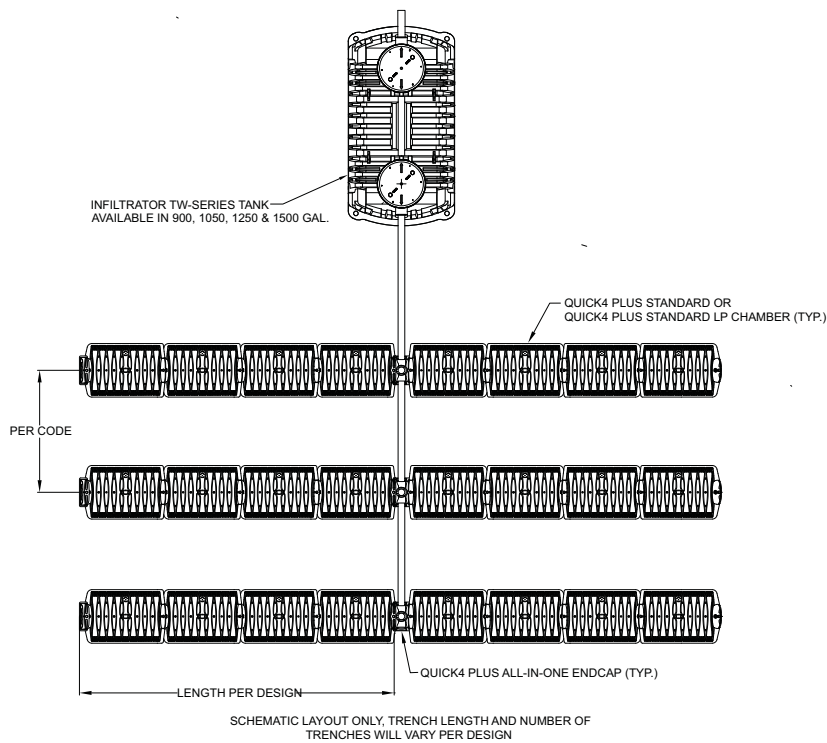 INFILTRATOR TW-SERIES TANK
AVAILABLE IN 900, 1050, 1250 & 1500 GAL.
QUICK4 PLUS STANDARD OR
QUICK4 PLUS STANDARD LP CHAMBER (TYP.)
PER CODE
QUICK4 PLUS ALL-IN-ONE ENDCAP (TYP.)
LENGTH PER DESIGN
SCHEMATIC LAYOUT ONLY, TRENCH LENGTH AND NUMBER OF
TRENCHES WILL VARY PER DESIGN